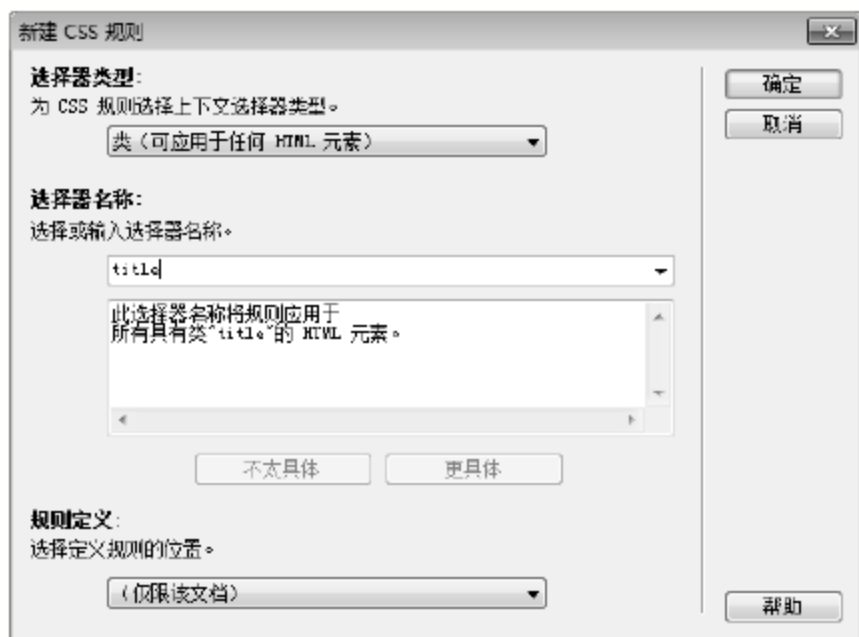 新建 CSS 规则
选择器类型:
为 CSS 规则选择上下文选择器类型。
类（可应用于任何 HTML 元素）
确定
取消
选择器名称:
选择或输入选择器名称。
title
此选择器名称将规则应用于
所有具有类“title”的 HTML 元素。
不太具体
更具体
规则定义:
选择定义规则的位置。
（仅限该文档）
帮助